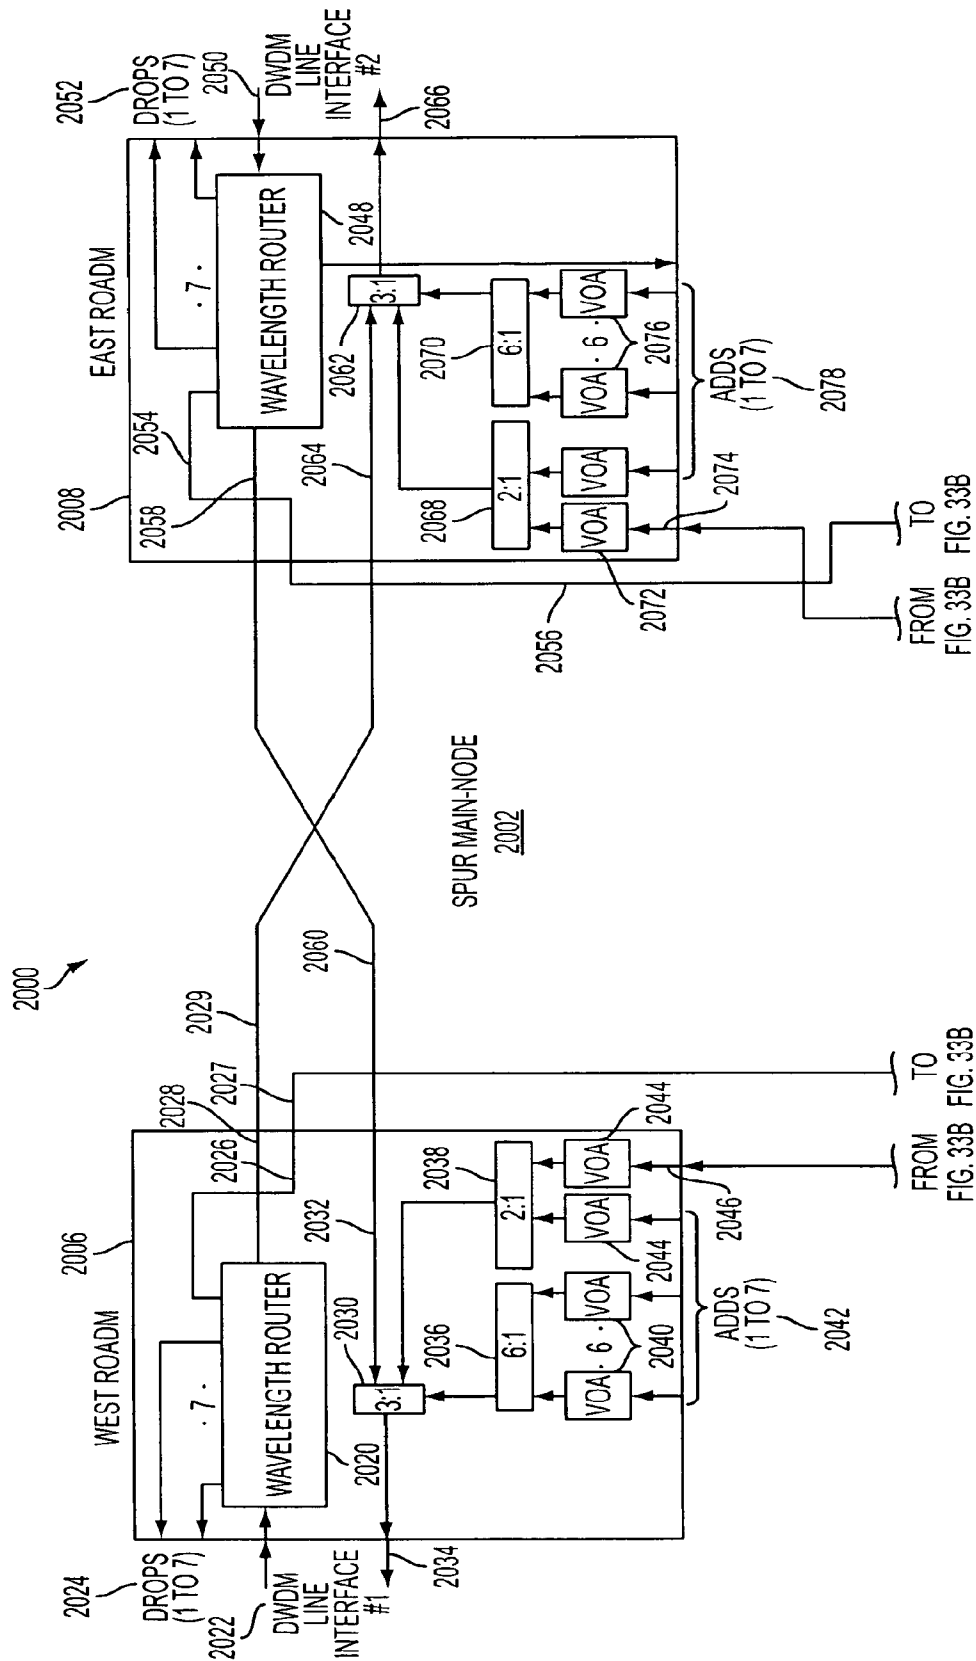 2000
WEST ROADM
2006
2024
DROPS
(1 TO 7)
2022
DWDM
LINE
INTERFACE
#1
2034
· 7 ·
WAVELENGTH ROUTER
2020
2026
2028
2027
2029
2030
3:1
2032
2060
2036
6:1
2038
2:1
VOA
· 6 ·
VOA
VOA
VOA
2040
2044
2044
2046
ADDS
(1 TO 7)
2042
FROM
FIG. 33B
TO
FIG. 33B
SPUR MAIN-NODE
2002
EAST ROADM
2008
2052
DROPS
(1 TO 7)
2050
DWDM
LINE
INTERFACE
#2
2066
· 7 ·
WAVELENGTH ROUTER
2048
2054
2058
2064
2062
3:1
2068
2:1
2070
6:1
VOA
VOA
VOA
· 6 ·
VOA
2072
2074
2076
ADDS
(1 TO 7)
2078
2056
FROM
FIG. 33B
TO
FIG. 33B